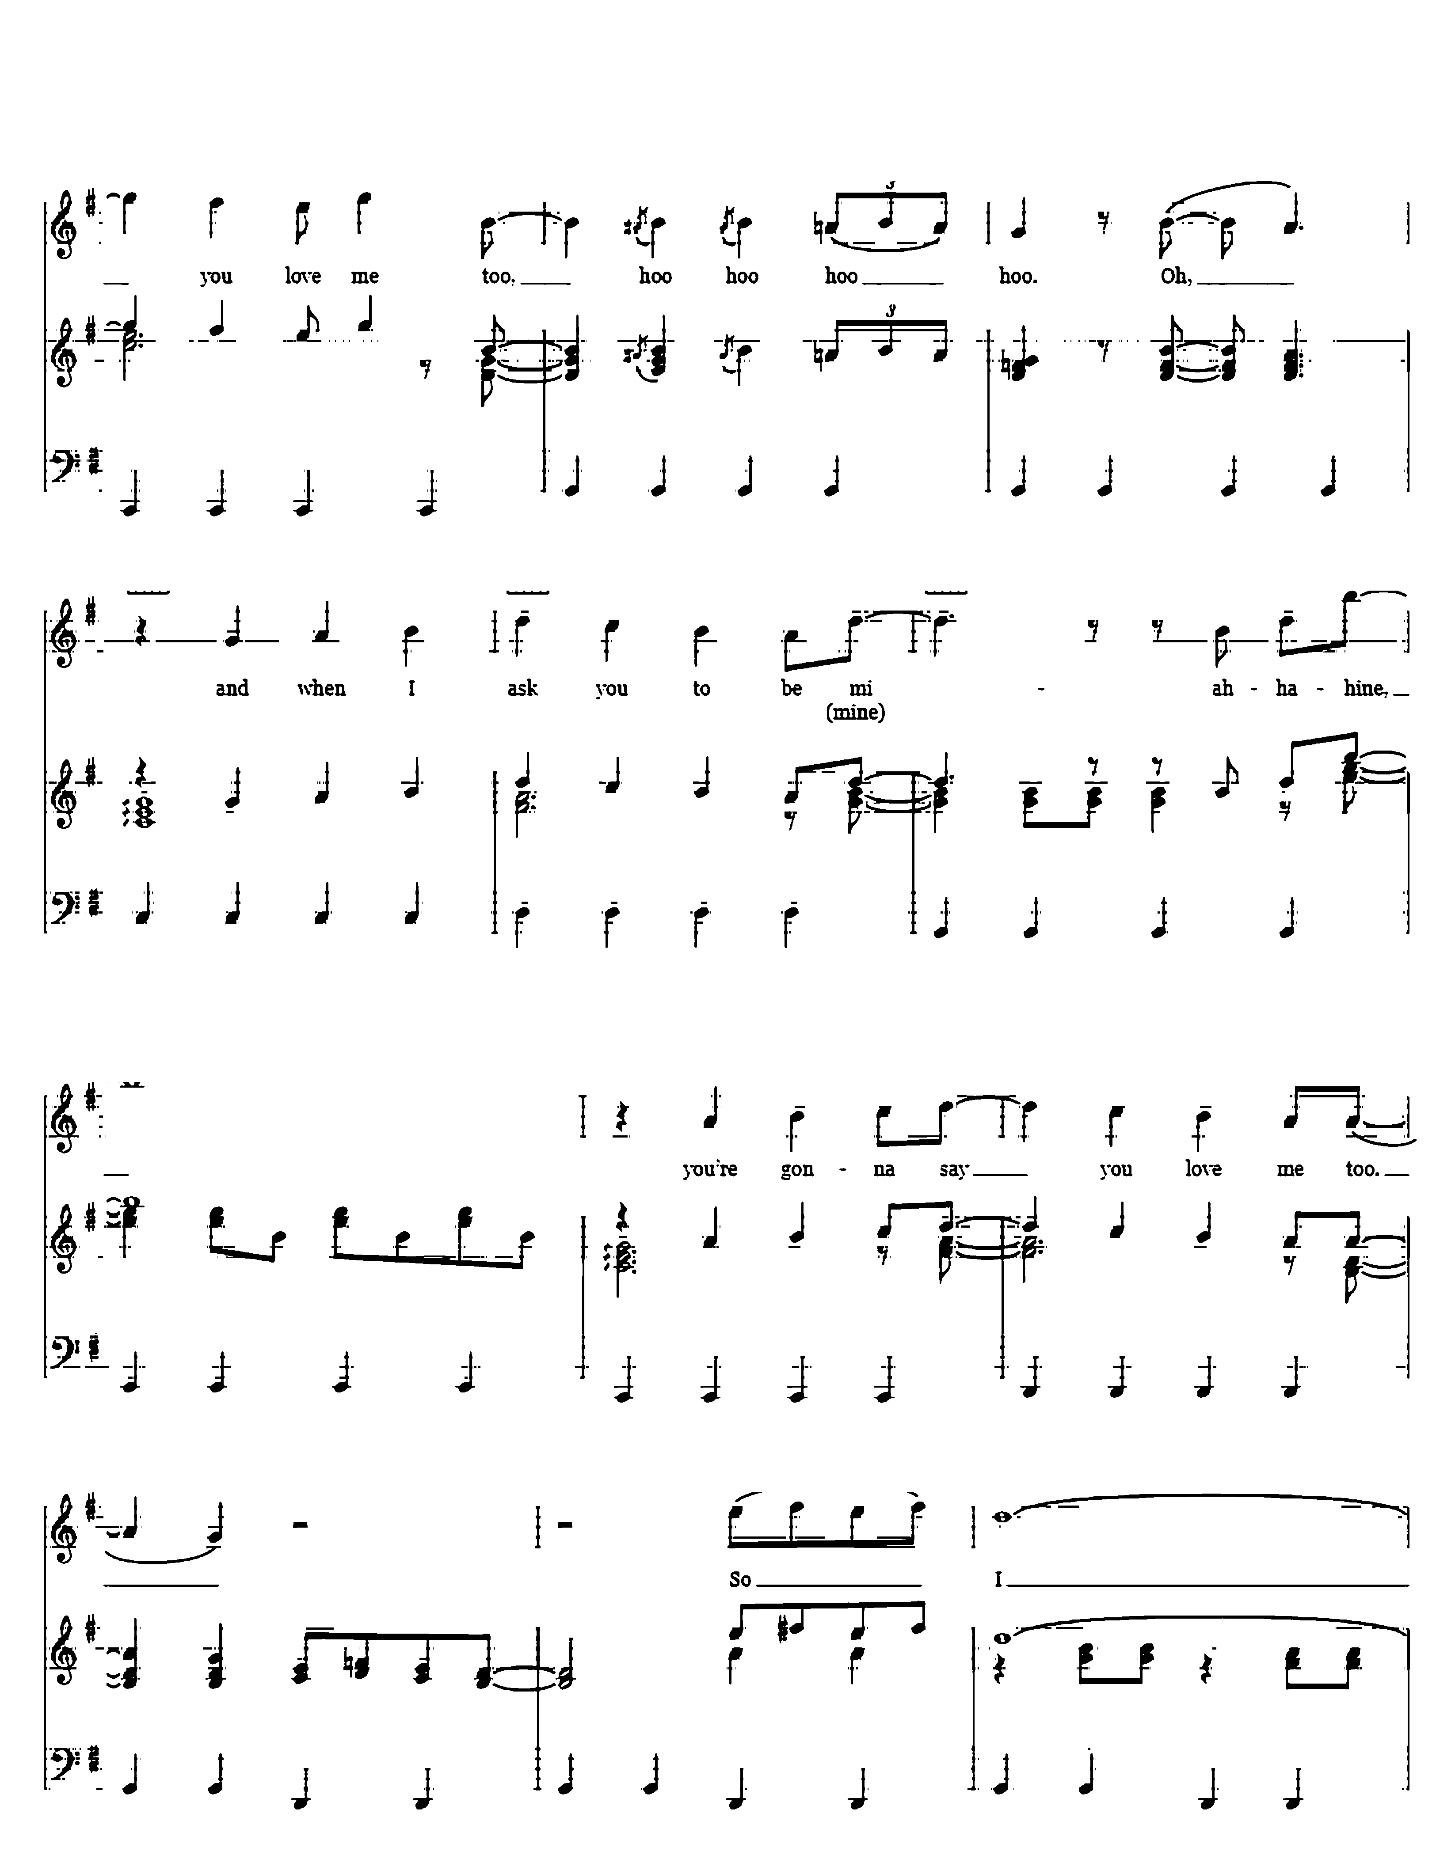 3
you love me too, hoo hoo hoo hoo. Oh,
3
and when I ask you to be mi - ah - ha - hine,
(mine)
you're gon - na say you love me too.
So I